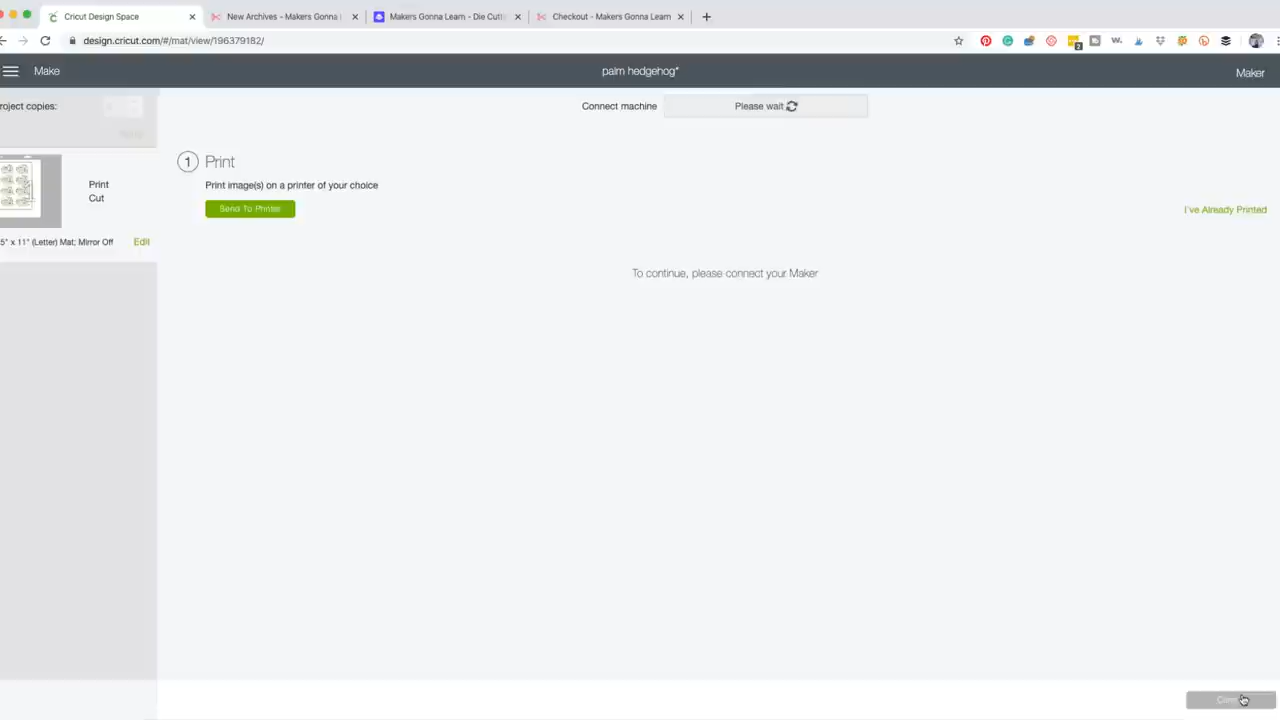 Cricut Design Space
New Archives - Makers Gonna
Makers Gonna Learn - Die Cutt
Checkout - Makers Gonna Learn
design.cricut.com/#/mat/view/196379182/
2
w.
Make
palm hedgehog*
Maker
roject copies:
Connect machine
Please wait
1
Print
Print image(s) on a printer of your choice
Print
Cut
Send To Printer
I've Already Printed
5" x 11" (Letter) Mat; Mirror Off
Edit
To continue, please connect your Maker